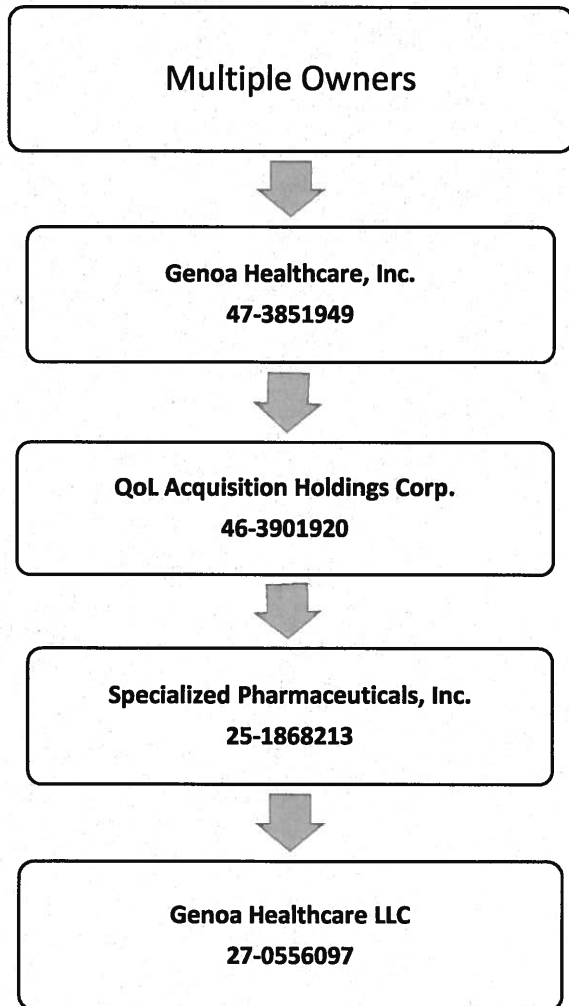 Multiple Owners
Genoa Healthcare, Inc.
47-3851949
QoL Acquisition Holdings Corp.
46-3901920
Specialized Pharmaceuticals, Inc.
25-1868213
Genoa Healthcare LLC
27-0556097